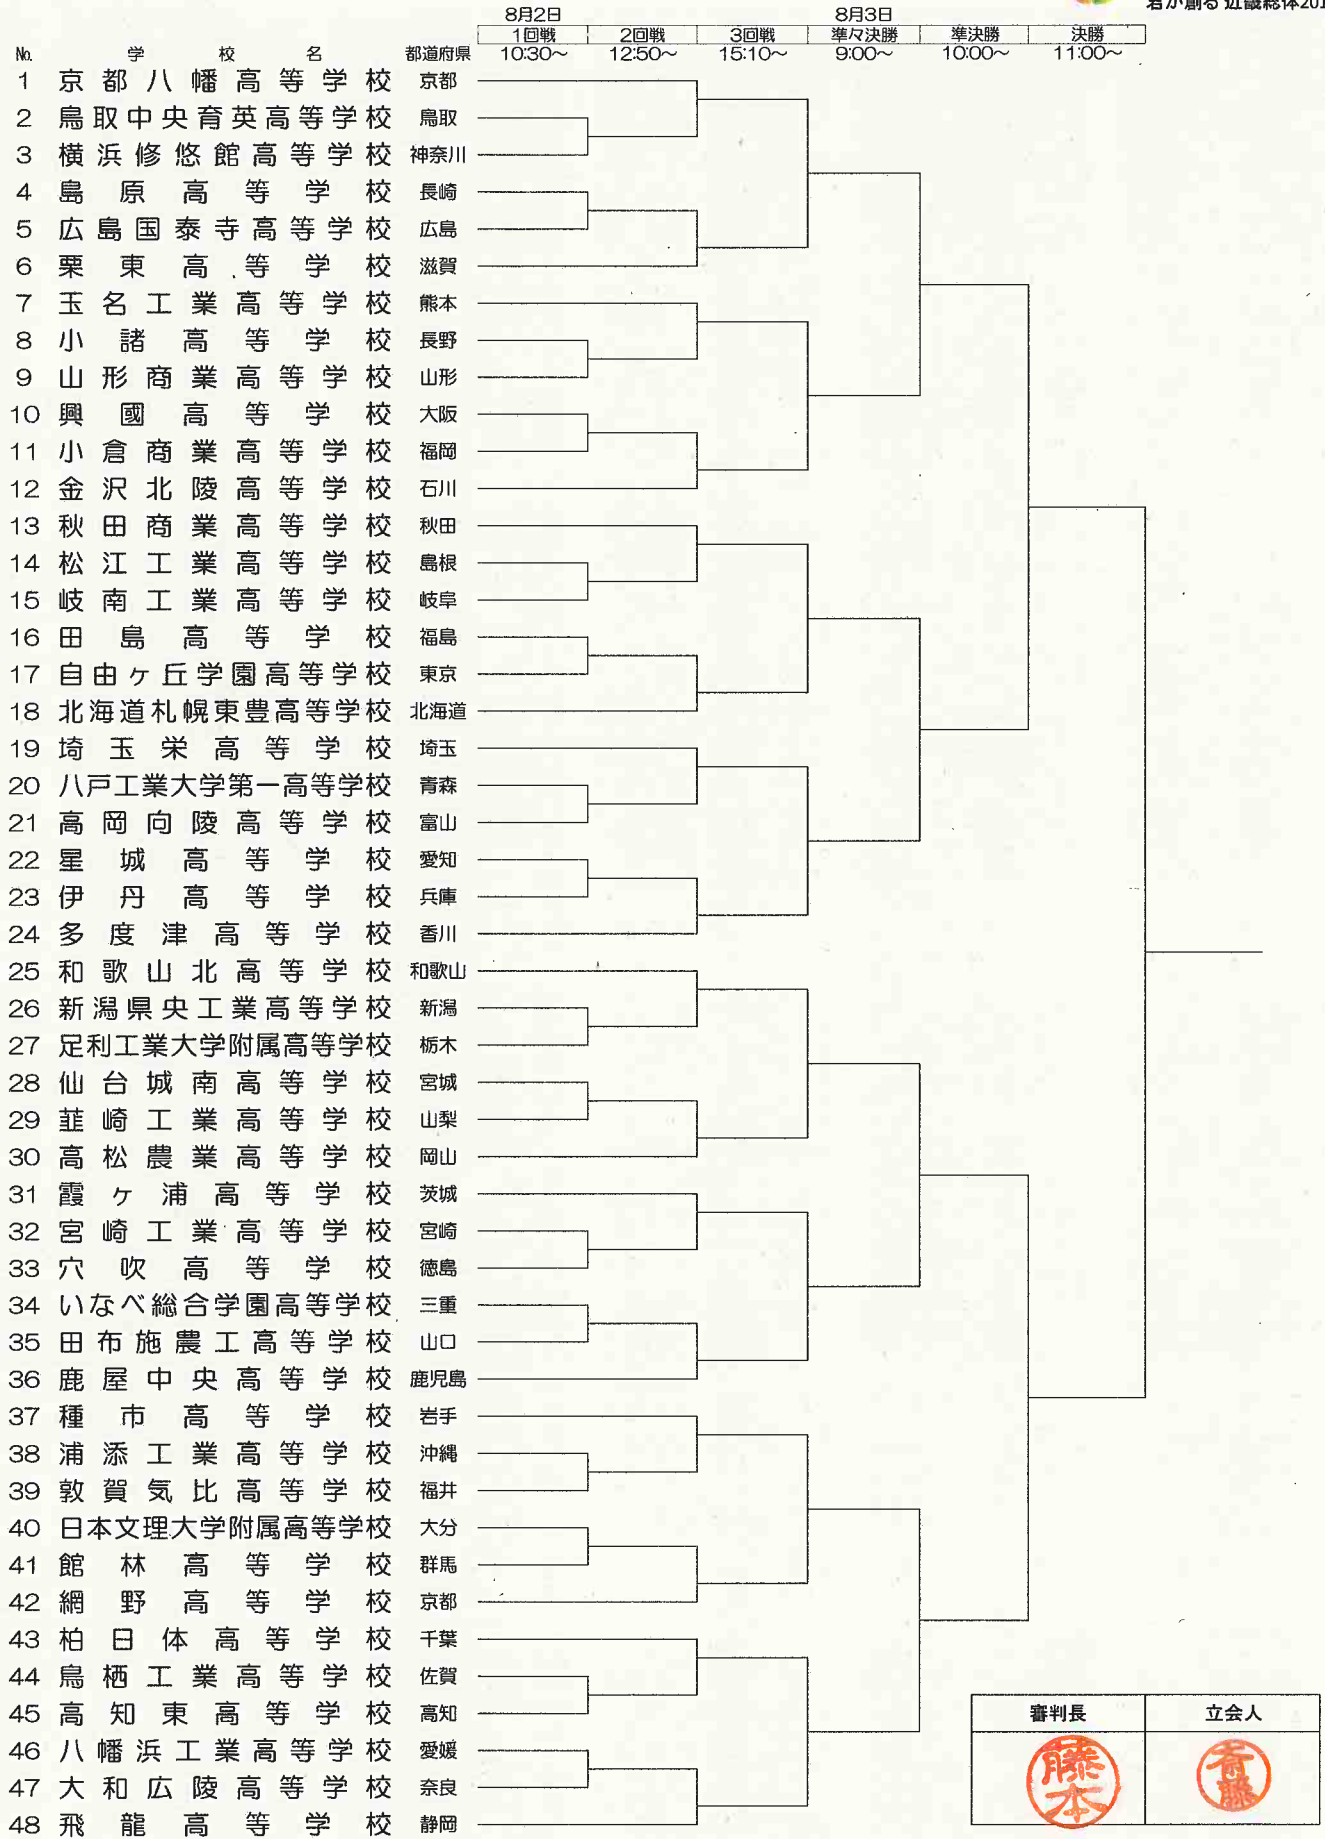 君が創る 近畿総体201
8月2日 8月3日
1回戦 2回戦 3回戦 準々決勝 準決勝 決勝
No. 学校名 都道府県 10:30〜 12:50〜 15:10〜 9:00〜 10:00〜 11:00〜
1 京都八幡高等学校 京都
2 鳥取中央育英高等学校 鳥取
3 横浜修悠館高等学校 神奈川
4 島原高等学校 長崎
5 広島国泰寺高等学校 広島
6 栗東高等学校 滋賀
7 玉名工業高等学校 熊本
8 小諸高等学校 長野
9 山形商業高等学校 山形
10 興國高等学校 大阪
11 小倉商業高等学校 福岡
12 金沢北陵高等学校 石川
13 秋田商業高等学校 秋田
14 松江工業高等学校 島根
15 岐南工業高等学校 岐阜
16 田島高等学校 福島
17 自由ヶ丘学園高等学校 東京
18 北海道札幌東豊高等学校 北海道
19 埼玉栄高等学校 埼玉
20 八戸工業大学第一高等学校 青森
21 高岡向陵高等学校 富山
22 星城高等学校 愛知
23 伊丹高等学校 兵庫
24 多度津高等学校 香川
25 和歌山北高等学校 和歌山
26 新潟県央工業高等学校 新潟
27 足利工業大学附属高等学校 栃木
28 仙台城南高等学校 宮城
29 韮崎工業高等学校 山梨
30 高松農業高等学校 岡山
31 霞ヶ浦高等学校 茨城
32 宮崎工業高等学校 宮崎
33 穴吹高等学校 徳島
34 いなべ総合学園高等学校 三重
35 田布施農工高等学校 山口
36 鹿屋中央高等学校 鹿児島
37 種市高等学校 岩手
38 浦添工業高等学校 沖縄
39 敦賀気比高等学校 福井
40 日本文理大学附属高等学校 大分
41 館林高等学校 群馬
42 網野高等学校 京都
43 柏日体高等学校 千葉
44 鳥栖工業高等学校 佐賀
45 高知東高等学校 高知
46 八幡浜工業高等学校 愛媛
47 大和広陵高等学校 奈良
48 飛龍高等学校 静岡
審判長 立会人
藤本 斎藤